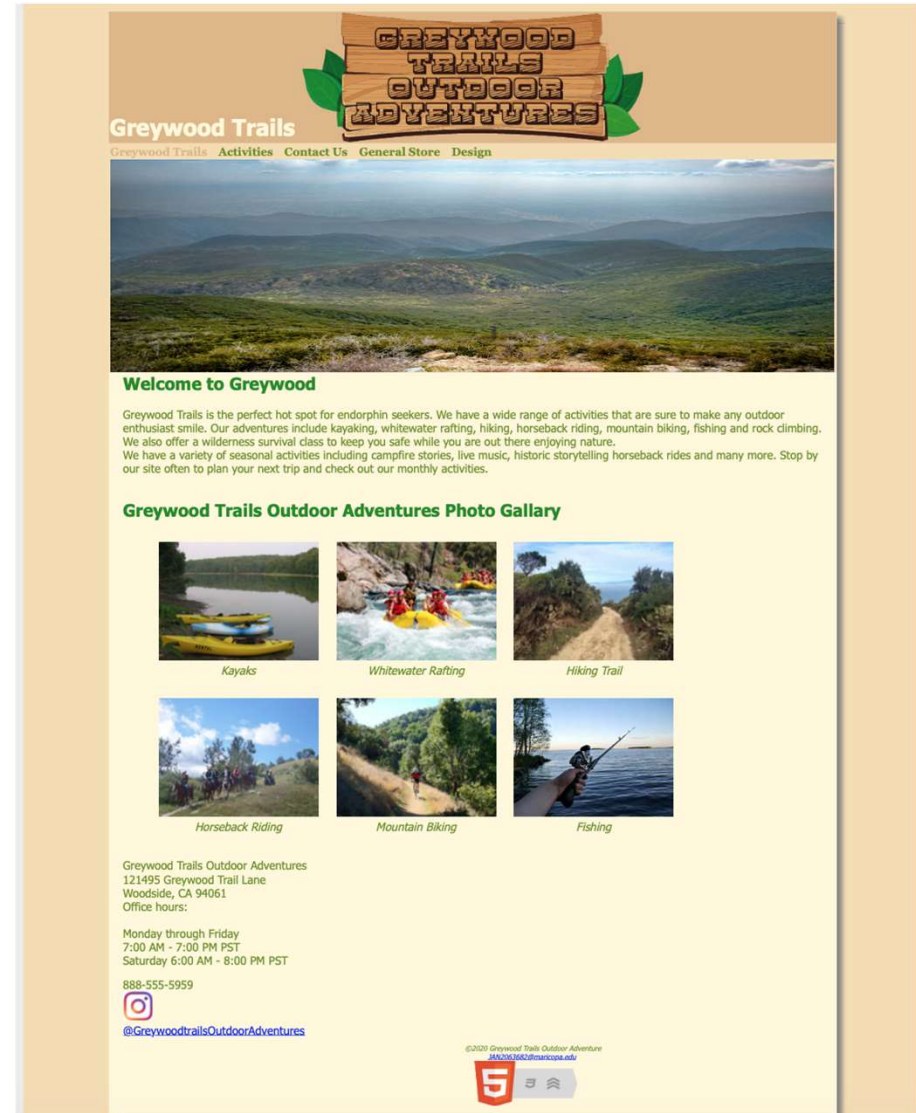 GREYWOOD
TRAILS
OUTDOOR
ADVENTURES
Greywood Trails
Greywood Trails Activities Contact Us General Store Design
Welcome to Greywood
Greywood Trails is the perfect hot spot for endorphin seekers. We have a wide range of activities that are sure to make any outdoor
enthusiast smile. Our adventures include kayaking, whitewater rafting, hiking, horseback riding, mountain biking, fishing and rock climbing.
We also offer a wilderness survival class to keep you safe while you are out there enjoying nature.
We have a variety of seasonal activities including campfire stories, live music, historic storytelling horseback rides and many more. Stop by
our site often to plan your next trip and check out our monthly activities.
Greywood Trails Outdoor Adventures Photo Gallary
Kayaks Whitewater Rafting Hiking Trail
Horseback Riding Mountain Biking Fishing
Greywood Trails Outdoor Adventures
121495 Greywood Trail Lane
Woodside, CA 94061
Office hours:
Monday through Friday
7:00 AM - 7:00 PM PST
Saturday 6:00 AM - 8:00 PM PST
888-555-5959
@GreywoodtrailsOutdoorAdventures
©2020 Greywood Trails Outdoor Adventure
JAN2063682@maricopa.edu
5 3